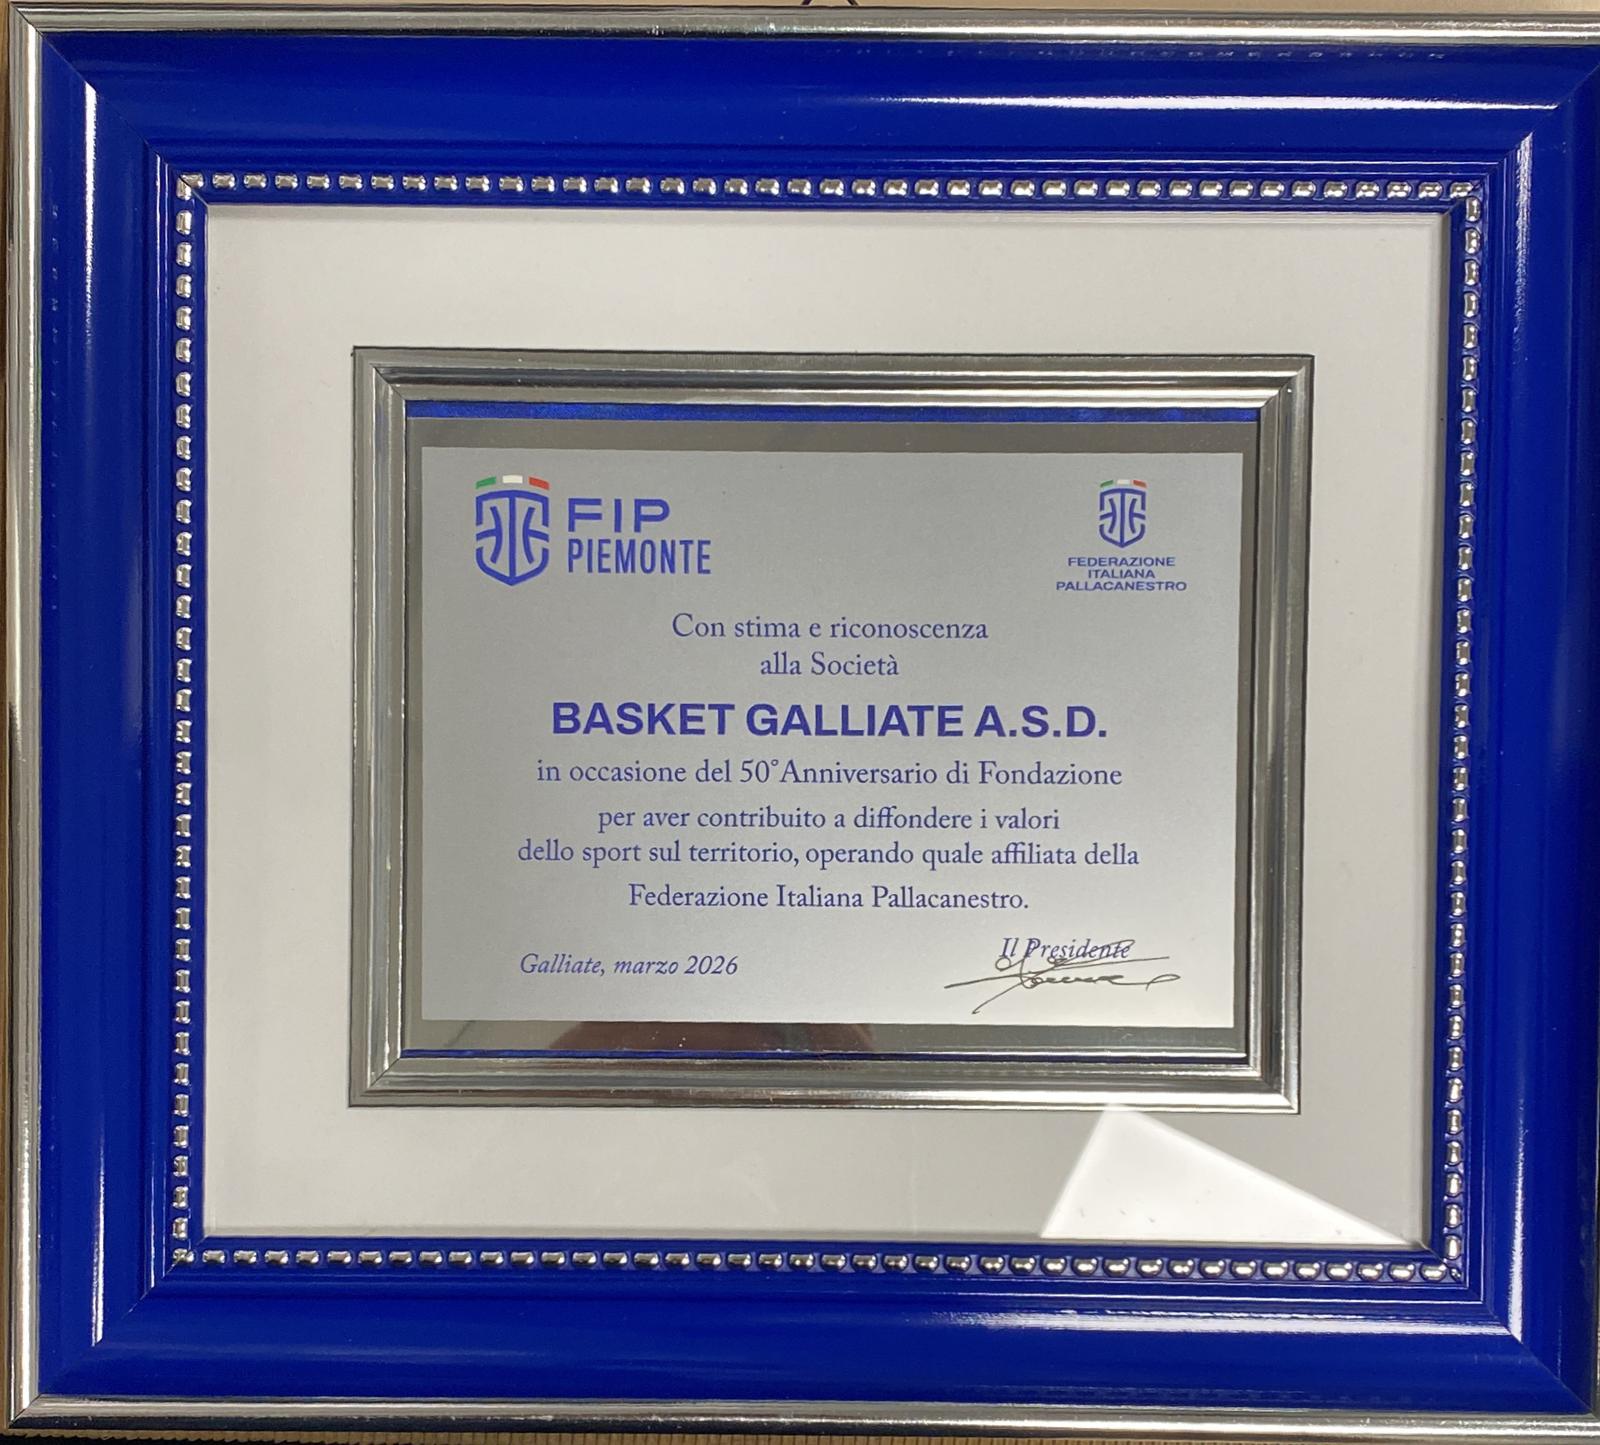 FIP
PIEMONTE
FEDERAZIONE
ITALIANA
PALLACANESTRO
Con stima e riconoscenza
alla Società
BASKET GALLIATE A.S.D.
in occasione del 50°Anniversario di Fondazione
per aver contribuito a diffondere i valori
dello sport sul territorio, operando quale affiliata della
Federazione Italiana Pallacanestro.
Galliate, marzo 2026
Il Presidente